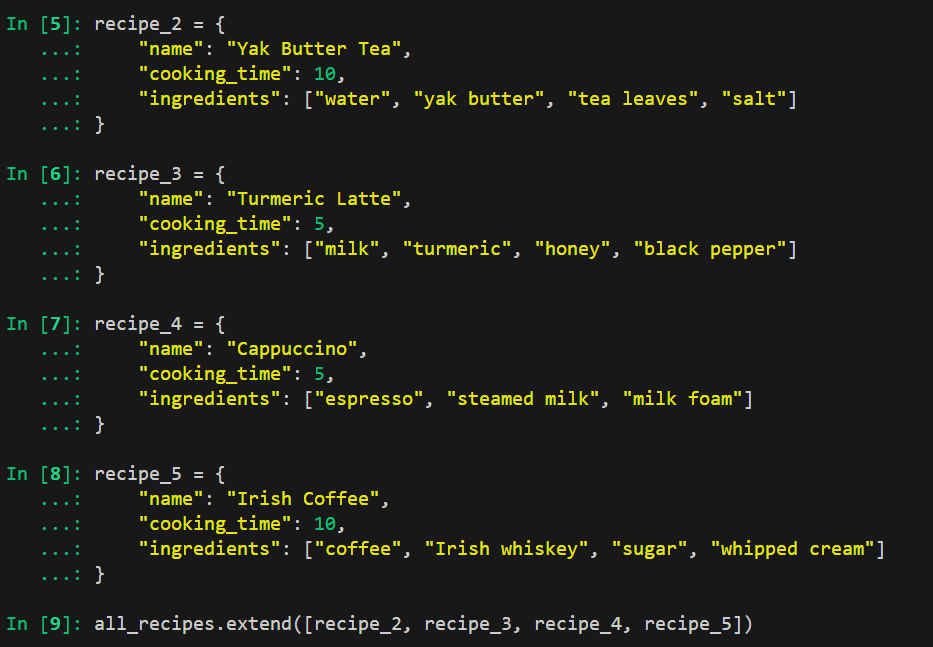 In [5]: recipe_2 = {
   ...:     "name": "Yak Butter Tea",
   ...:     "cooking_time": 10,
   ...:     "ingredients": ["water", "yak butter", "tea leaves", "salt"]
   ...: }
In [6]: recipe_3 = {
   ...:     "name": "Turmeric Latte",
   ...:     "cooking_time": 5,
   ...:     "ingredients": ["milk", "turmeric", "honey", "black pepper"]
   ...: }
In [7]: recipe_4 = {
   ...:     "name": "Cappuccino",
   ...:     "cooking_time": 5,
   ...:     "ingredients": ["espresso", "steamed milk", "milk foam"]
   ...: }
In [8]: recipe_5 = {
   ...:     "name": "Irish Coffee",
   ...:     "cooking_time": 10,
   ...:     "ingredients": ["coffee", "Irish whiskey", "sugar", "whipped cream"]
   ...: }
In [9]: all_recipes.extend([recipe_2, recipe_3, recipe_4, recipe_5])